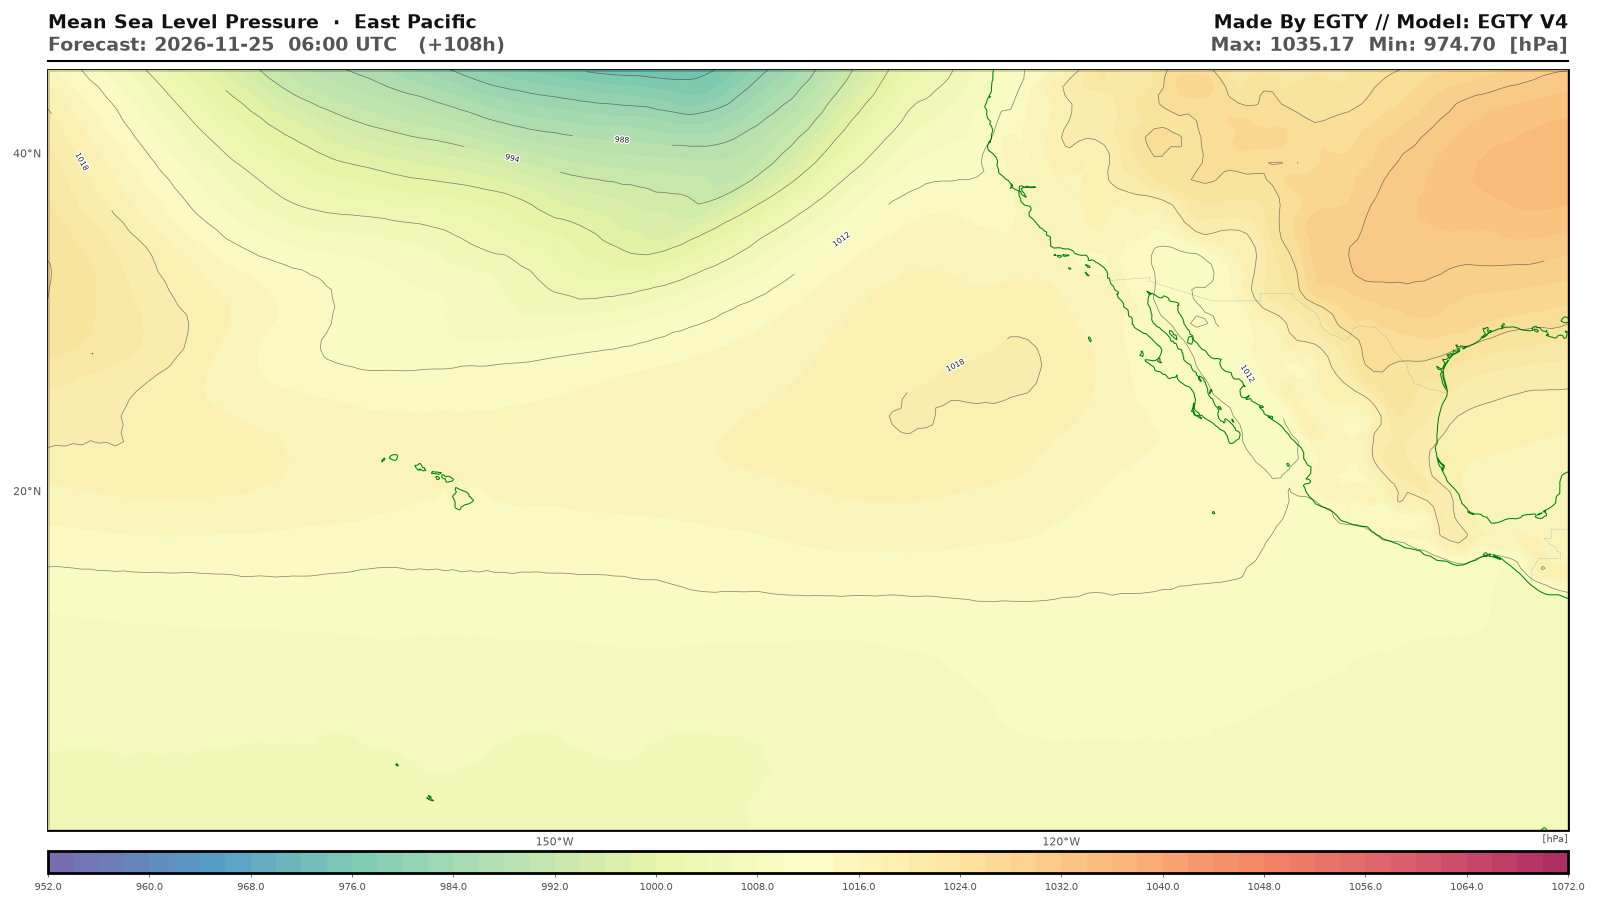 Mean Sea Level Pressure · East Pacific
Made By EGTY // Model: EGTY V4
Forecast: 2026-11-25 06:00 UTC (+108h)
Max: 1035.17 Min: 974.70 [hPa]
988
40°N
994
1018
1012
1018
1012
20°N
150°W
120°W
[hPa]
952.0
960.0
968.0
976.0
984.0
992.0
1000.0
1008.0
1016.0
1024.0
1032.0
1040.0
1048.0
1056.0
1064.0
1072.0